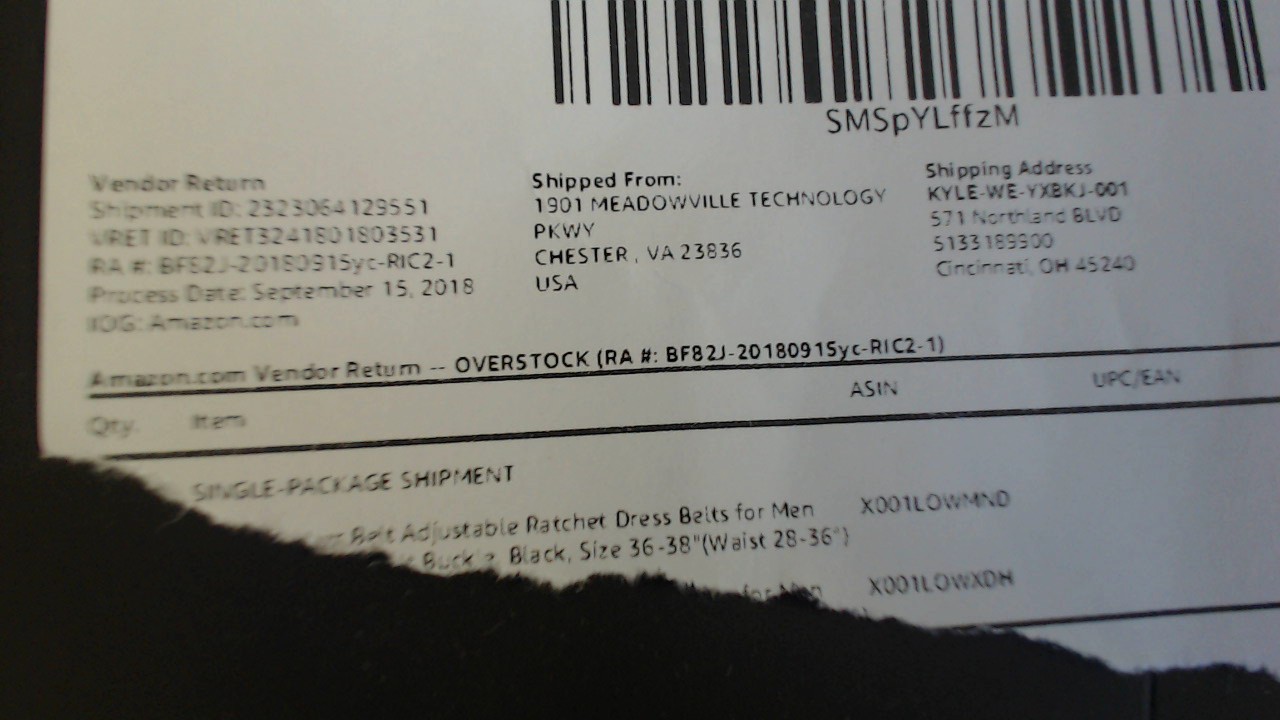 SMSpYLffzM
Vendor Return
Shipment ID: 2323064129551
VRET ID: VRET3241801803531
RA #: BF82J-20180915yc-RIC2-1
Process Date: September 15, 2018
IOG: Amazon.com
Shipped From:
1901 MEADOWVILLE TECHNOLOGY
PKWY
CHESTER , VA 23836
USA
Shipping Address
KYLE-WE-YXBKJ-001
571 Northland BLVD
5133189900
Cincinnati, OH 45240
Amazon.com Vendor Return -- OVERSTOCK (RA #: BF82J-20180915yc-RIC2-1)
Qty. Item ASIN UPC/EAN
SINGLE-PACKAGE SHIPMENT
Belt Adjustable Ratchet Dress Belts for Men X001LOWMND
Buckle, Black, Size 36-38"(Waist 28-36")
for Men X001LOWXDH